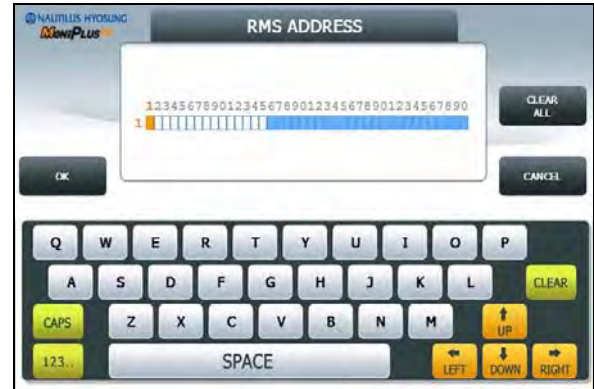 NAUTILUS HYOSUNG
MoniPlus
RMS ADDRESS
1234567890123456789012345678901234567890
1
CLEAR
ALL
OK
CANCEL
Q W E R T Y U I O P
A S D F G H J K L CLEAR
CAPS Z X C V B N M UP
123.. SPACE LEFT DOWN RIGHT